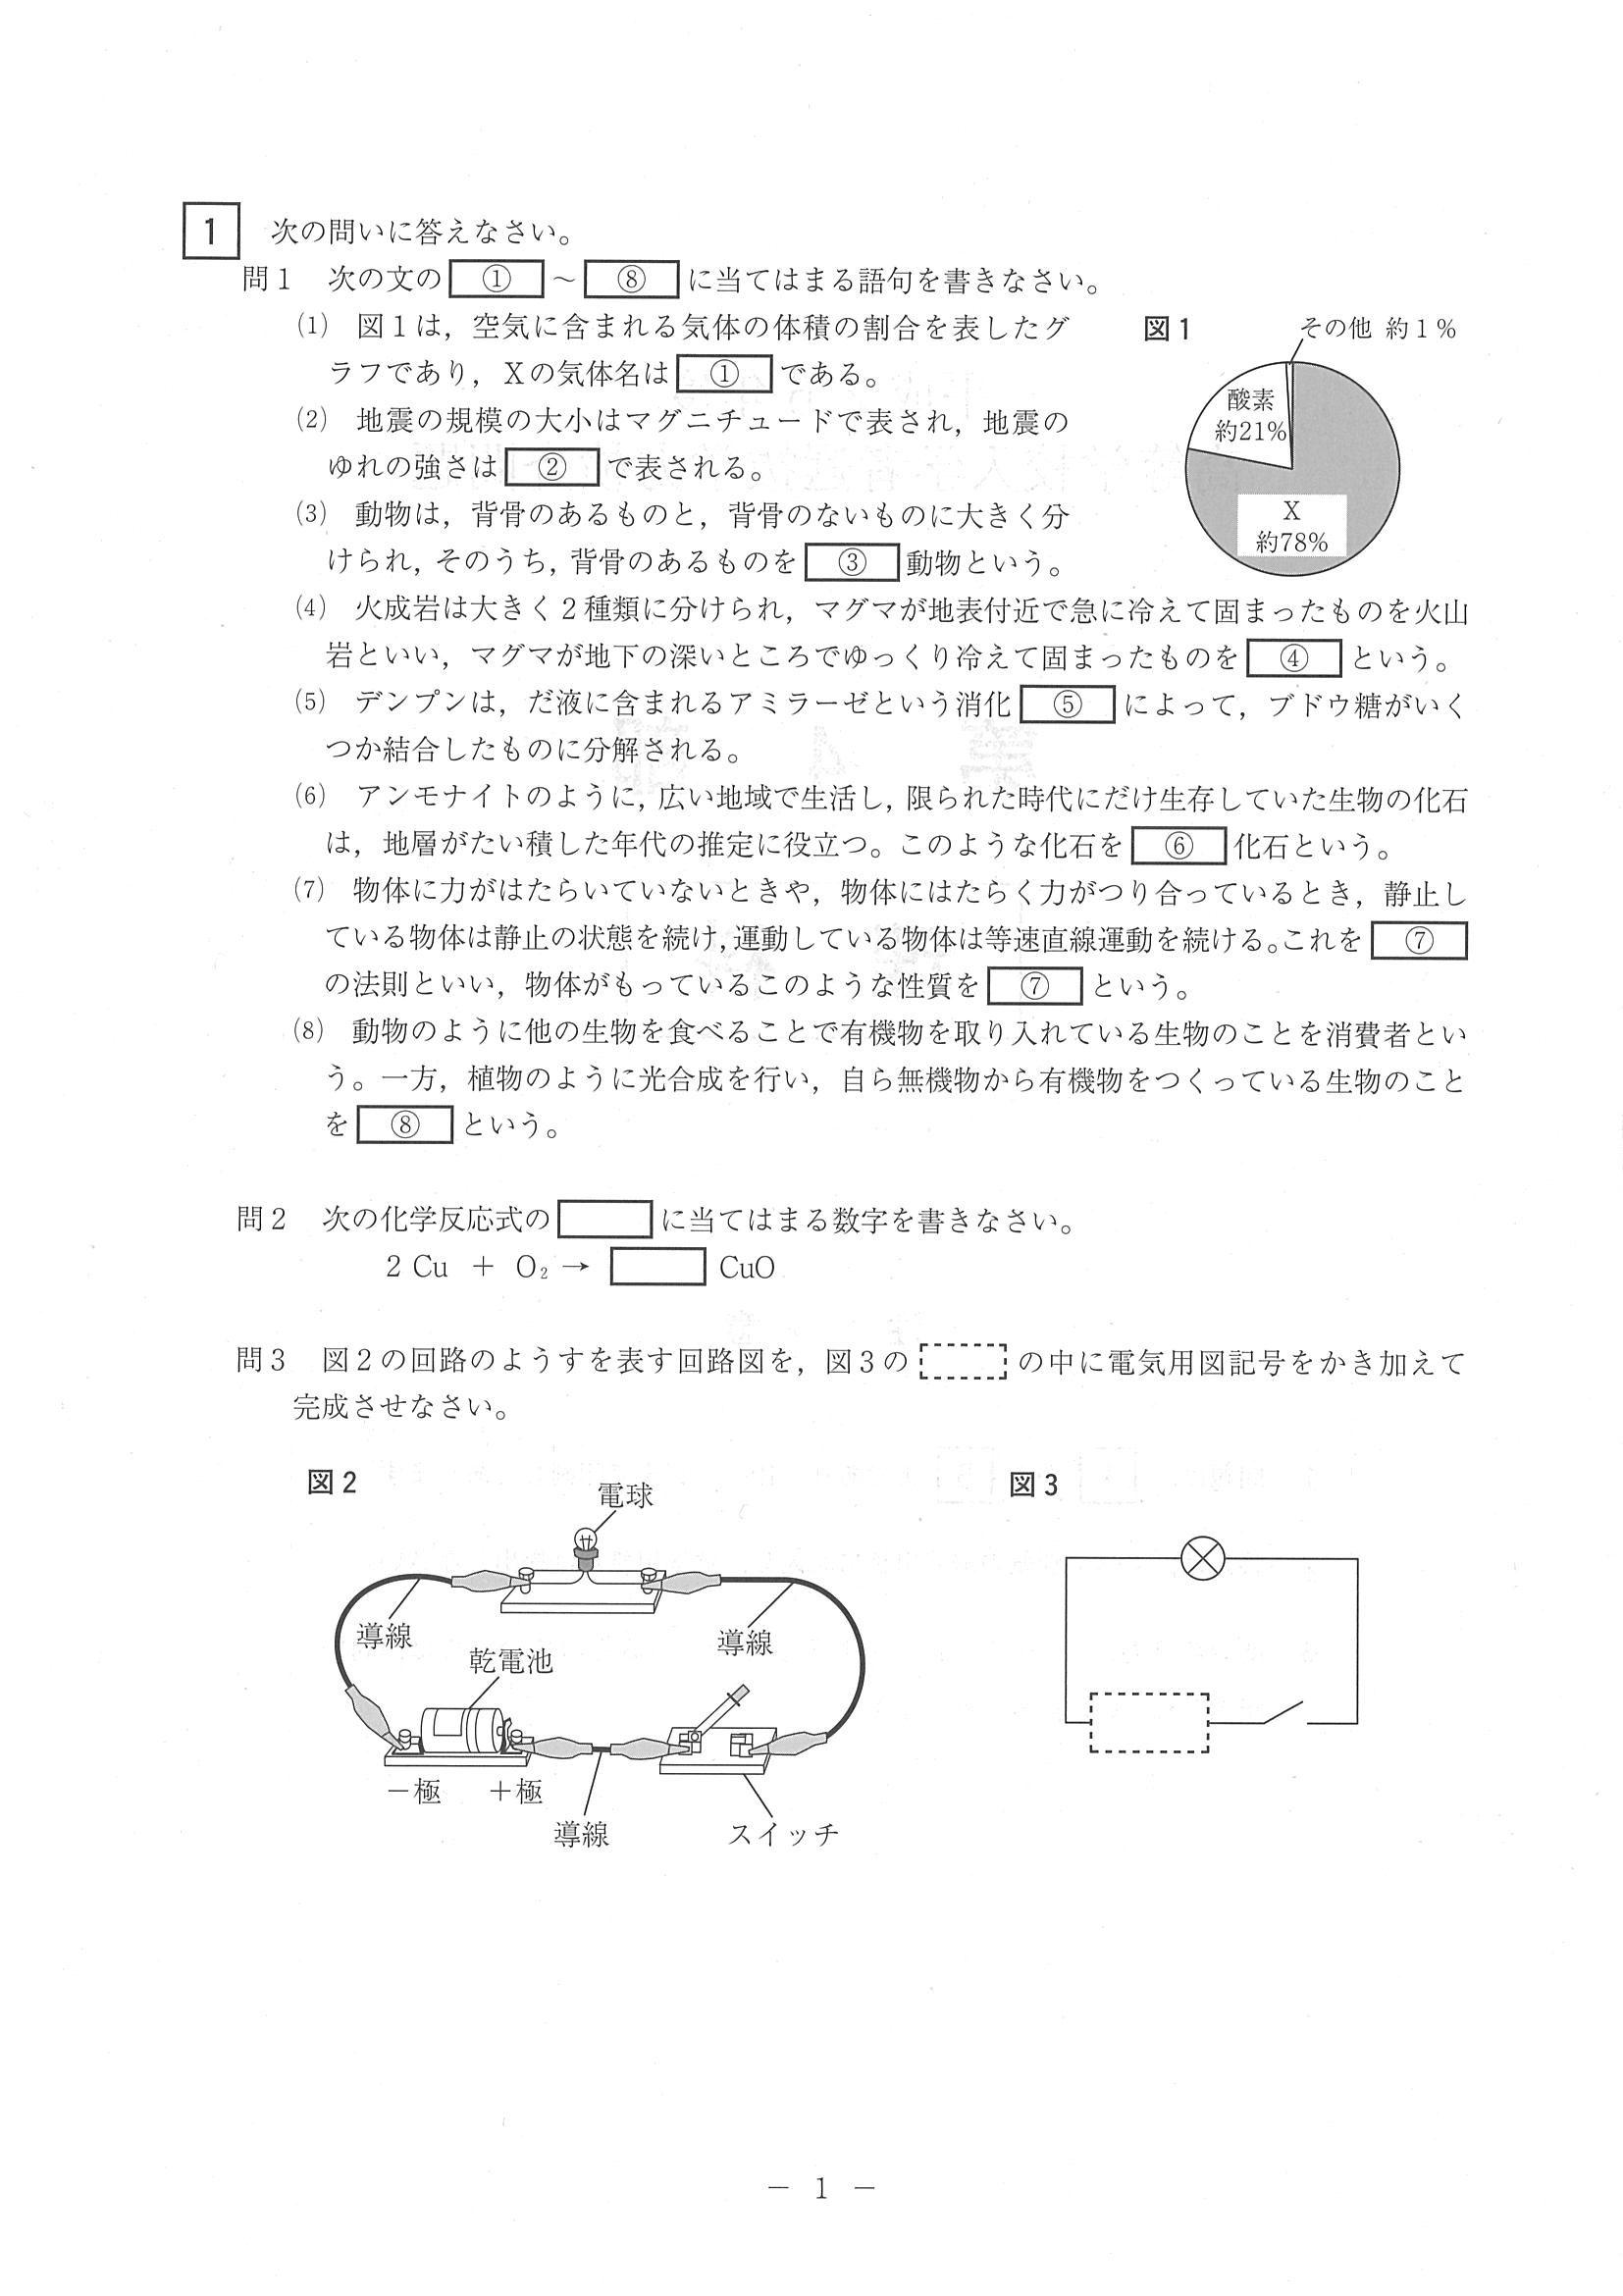 1 次の問いに答えなさい。
問1 次の文の ① ～ ⑧ に当てはまる語句を書きなさい。
⑴ 図1は，空気に含まれる気体の体積の割合を表したグ
ラフであり，Xの気体名は ① である。
⑵ 地震の規模の大小はマグニチュードで表され，地震の
ゆれの強さは ② で表される。
⑶ 動物は，背骨のあるものと，背骨のないものに大きく分
けられ，そのうち，背骨のあるものを ③ 動物という。
図1
その他 約1%
酸素
約21%
X
約78%
⑷ 火成岩は大きく2種類に分けられ，マグマが地表付近で急に冷えて固まったものを火山
岩といい，マグマが地下の深いところでゆっくり冷えて固まったものを ④ という。
⑸ デンプンは，だ液に含まれるアミラーゼという消化 ⑤ によって，ブドウ糖がいく
つか結合したものに分解される。
⑹ アンモナイトのように，広い地域で生活し，限られた時代にだけ生存していた生物の化石
は，地層がたい積した年代の推定に役立つ。このような化石を ⑥ 化石という。
⑺ 物体に力がはたらいていないときや，物体にはたらく力がつり合っているとき，静止し
ている物体は静止の状態を続け，運動している物体は等速直線運動を続ける。これを ⑦
の法則といい，物体がもっているこのような性質を ⑦ という。
⑻ 動物のように他の生物を食べることで有機物を取り入れている生物のことを消費者とい
う。一方，植物のように光合成を行い，自ら無機物から有機物をつくっている生物のこと
を ⑧ という。
問2 次の化学反応式の に当てはまる数字を書きなさい。
2 Cu + O₂ → CuO
問3 図2の回路のようすを表す回路図を，図3の の中に電気用図記号をかき加えて
完成させなさい。
図2
電球
導線
導線
乾電池
－極 ＋極
導線
スイッチ
図3
－ 1 －